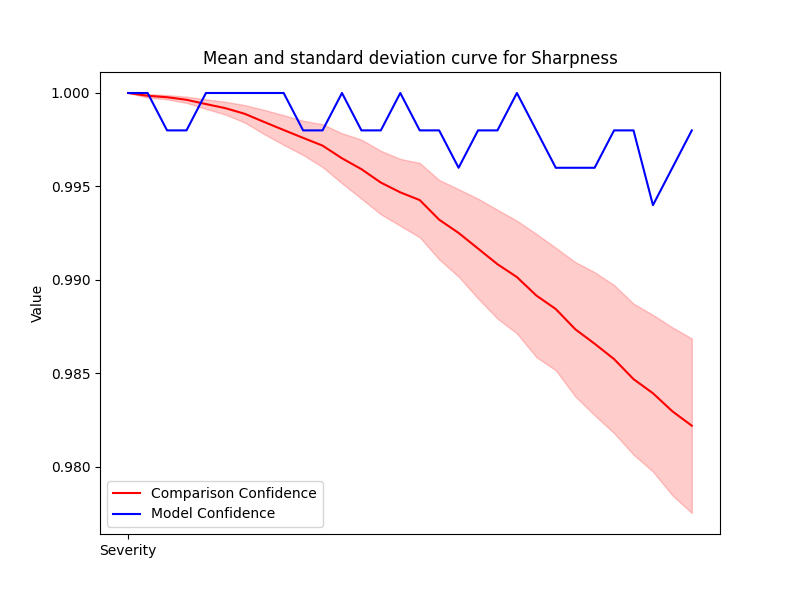 Mean and standard deviation curve for Sharpness
1.000
0.995
0.990
0.985
0.980
Value
Comparison Confidence
Model Confidence
Severity